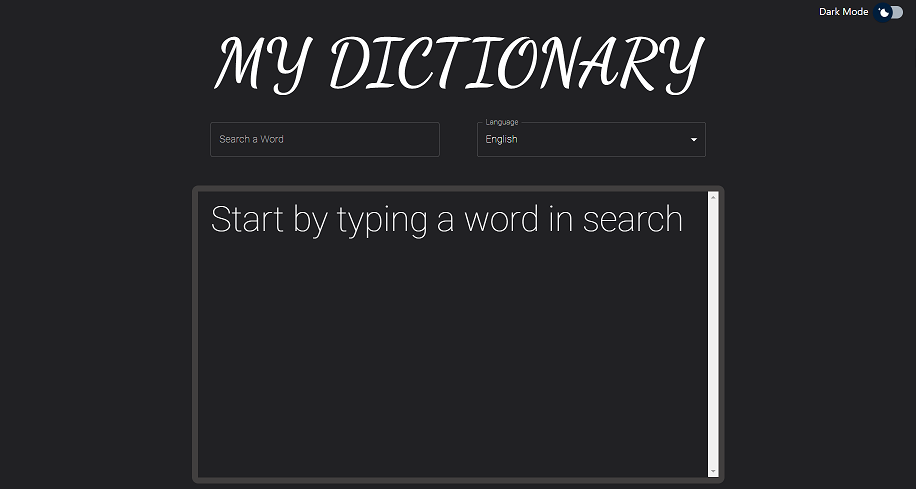 Dark Mode
MY DICTIONARY
Search a Word
Language
English
Start by typing a word in search